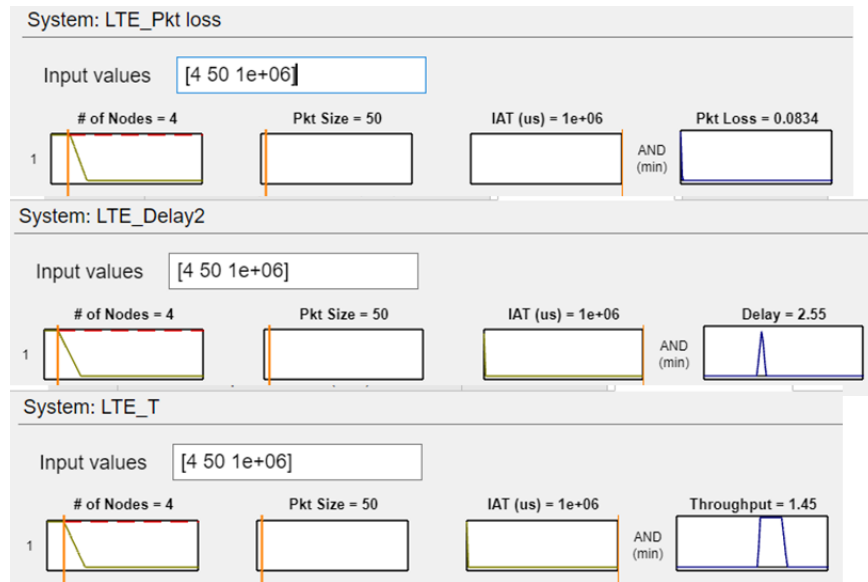 System: LTE_Pkt loss
Input values [4 50 1e+06]
# of Nodes = 4 Pkt Size = 50 IAT (us) = 1e+06 Pkt Loss = 0.0834
1 AND
(min)
System: LTE_Delay2
Input values [4 50 1e+06]
# of Nodes = 4 Pkt Size = 50 IAT (us) = 1e+06 Delay = 2.55
1 AND
(min)
System: LTE_T
Input values [4 50 1e+06]
# of Nodes = 4 Pkt Size = 50 IAT (us) = 1e+06 Throughput = 1.45
1 AND
(min)